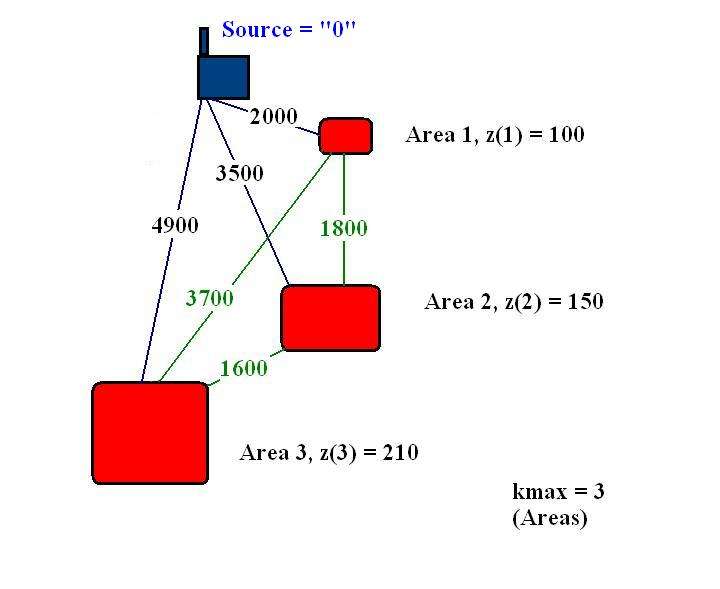 Source = "0"
2000
Area 1, z(1) = 100
3500
4900
1800
3700
Area 2, z(2) = 150
1600
Area 3, z(3) = 210
kmax = 3
(Areas)